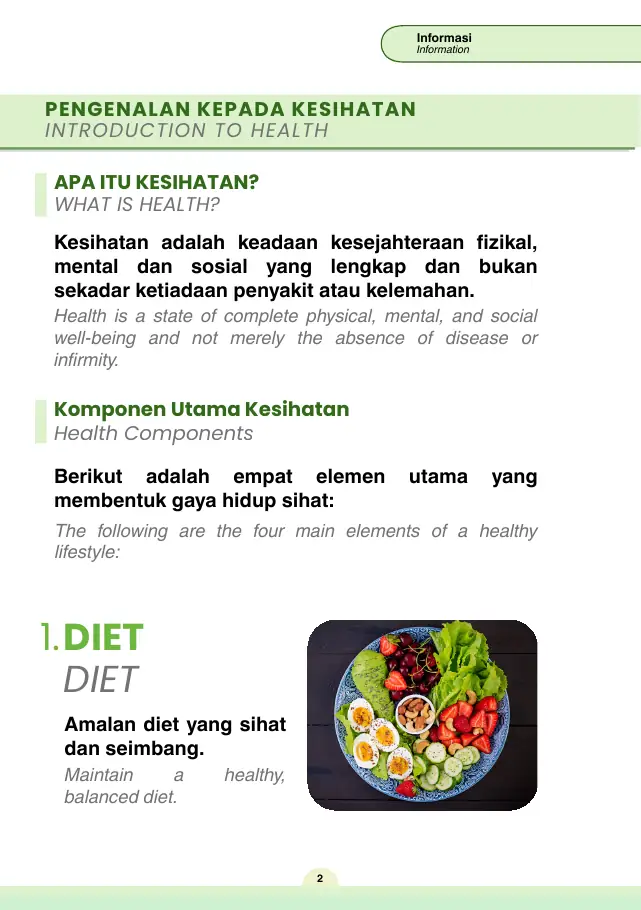 Informasi
Information
PENGENALAN KEPADA KESIHATAN
INTRODUCTION TO HEALTH
APA ITU KESIHATAN?
WHAT IS HEALTH?
Kesihatan adalah keadaan kesejahteraan fizikal,
mental dan sosial yang lengkap dan bukan
sekadar ketiadaan penyakit atau kelemahan.
Health is a state of complete physical, mental, and social
well-being and not merely the absence of disease or
infirmity.
Komponen Utama Kesihatan
Health Components
Berikut adalah empat elemen utama yang
membentuk gaya hidup sihat:
The following are the four main elements of a healthy
lifestyle:
1. DIET
DIET
Amalan diet yang sihat
dan seimbang.
Maintain a healthy,
balanced diet.
2